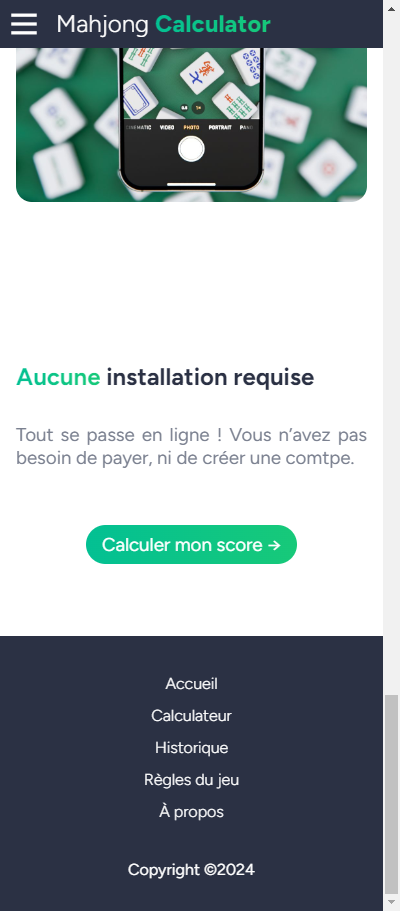 Mahjong Calculator
VIDEO PHOTO PORTRAIT
Aucune installation requise
Tout se passe en ligne ! Vous n’avez pas
besoin de payer, ni de créer une comtpe.
Calculer mon score →
Accueil
Calculateur
Historique
Règles du jeu
À propos
Copyright ©2024